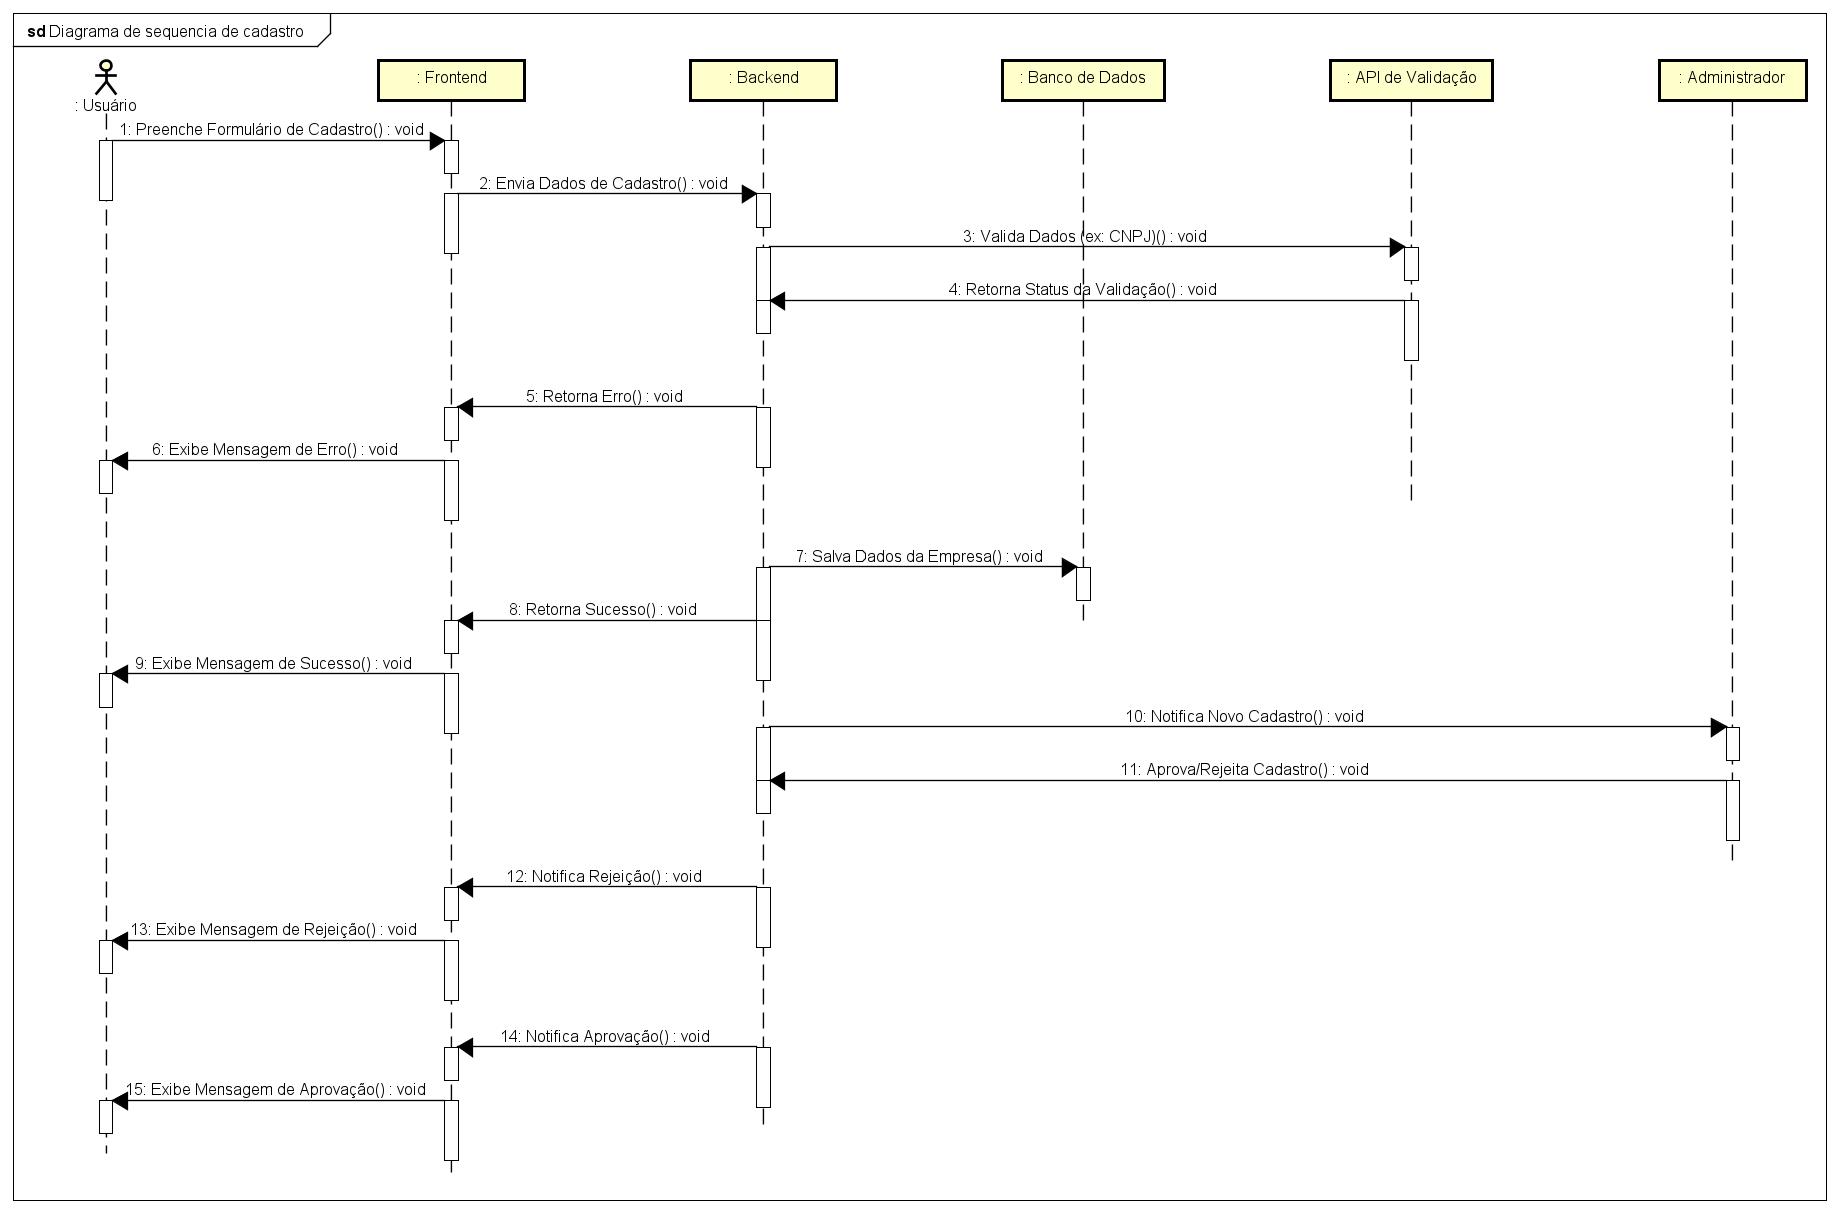 sd Diagrama de sequencia de cadastro
: Usuário
: Frontend
: Backend
: Banco de Dados
: API de Validação
: Administrador
1: Preenche Formulário de Cadastro() : void
2: Envia Dados de Cadastro() : void
3: Valida Dados (ex: CNPJ)() : void
4: Retorna Status da Validação() : void
5: Retorna Erro() : void
6: Exibe Mensagem de Erro() : void
7: Salva Dados da Empresa() : void
8: Retorna Sucesso() : void
9: Exibe Mensagem de Sucesso() : void
10: Notifica Novo Cadastro() : void
11: Aprova/Rejeita Cadastro() : void
12: Notifica Rejeição() : void
13: Exibe Mensagem de Rejeição() : void
14: Notifica Aprovação() : void
15: Exibe Mensagem de Aprovação() : void